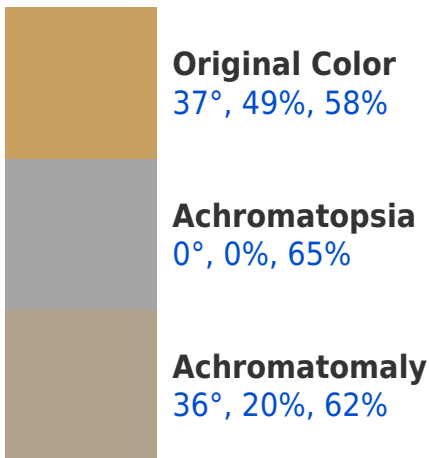 Original Color
37°, 49%, 58%
Achromatopsia
0°, 0%, 65%
Achromatomaly
36°, 20%, 62%